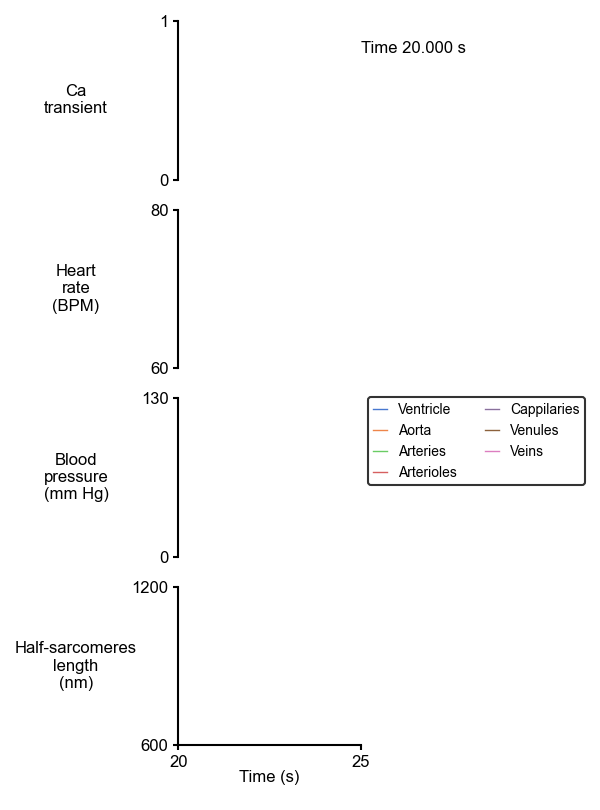 1
Time 20.000 s
Ca
transient
0
80
Heart
rate
(BPM)
60
130
Ventricle
Cappilaries
Aorta
Venules
Arteries
Veins
Arterioles
Blood
pressure
(mm Hg)
0
1200
Half-sarcomeres
length
(nm)
600
20
25
Time (s)